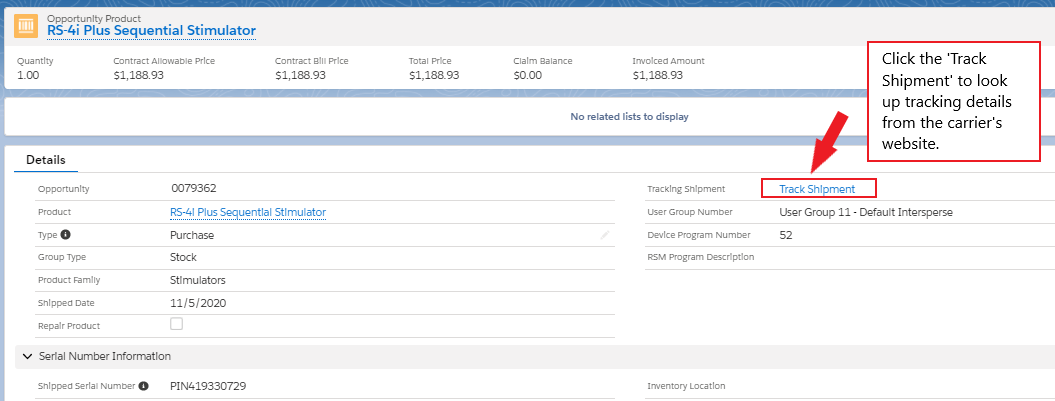 Opportunity Product
RS-4i Plus Sequential Stimulator
Quantity Contract Allowable Price Contract Bill Price Total Price Claim Balance Invoiced Amount
1.00 $1,188.93 $1,188.93 $1,188.93 $0.00 $1,188.93
Click the 'Track
Shipment' to look
up tracking details
from the carrier's
website.
No related lists to display
Details
Opportunity 0079362 Tracking Shipment Track Shipment
Product RS-4i Plus Sequential Stimulator User Group Number User Group 11 - Default Intersperse
Type Purchase Device Program Number 52
Group Type Stock RSM Program Description
Product Family Stimulators
Shipped Date 11/5/2020
Repair Product
Serial Number Information
Shipped Serial Number PIN419330729 Inventory Location